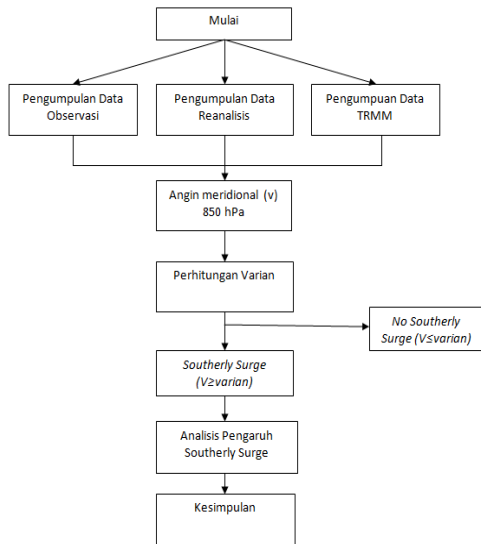 Mulai
Pengumpulan Data
Observasi
Pengumpulan Data
Reanalisis
Pengumpuan Data
TRMM
Angin meridional (v)
850 hPa
Perhitungan Varian
No Southerly
Surge (V≤varian)
Southerly Surge
(V≥varian)
Analisis Pengaruh
Southerly Surge
Kesimpulan